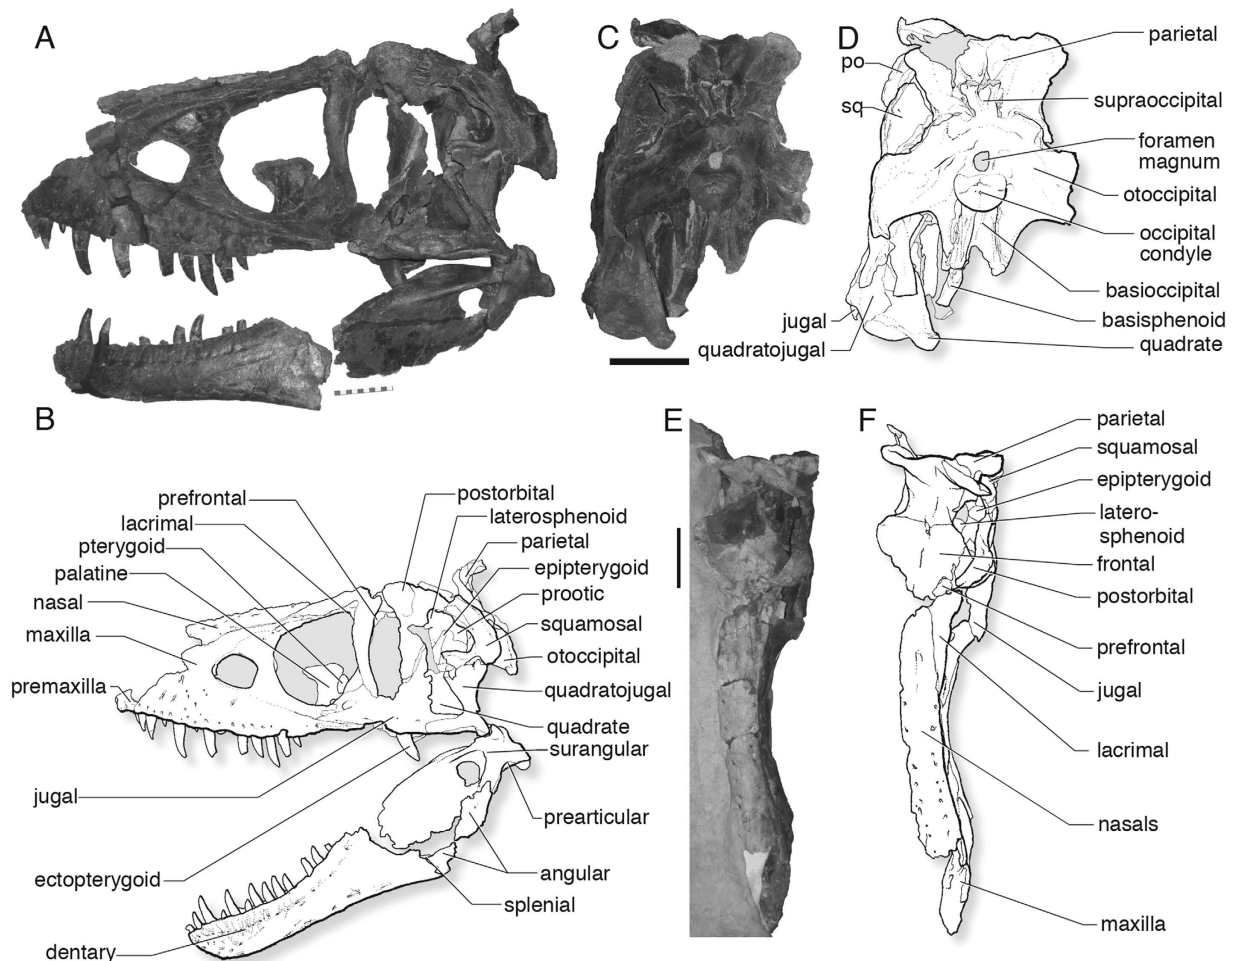 A
C
D
parietal
po
supraoccipital
sq
foramen
magnum
otoccipital
occipital
condyle
basioccipital
jugal
basisphenoid
quadratojugal
quadrate
B
prefrontal
lacrimal
pterygoid
palatine
nasal
maxilla
premaxilla
jugal
ectopterygoid
dentary
postorbital
laterosphenoid
parietal
epipterygoid
prootic
squamosal
otoccipital
quadratojugal
quadrate
surangular
prearticular
angular
splenial
E
F
parietal
squamosal
epipterygoid
latero-
sphenoid
frontal
postorbital
prefrontal
jugal
lacrimal
nasals
maxilla